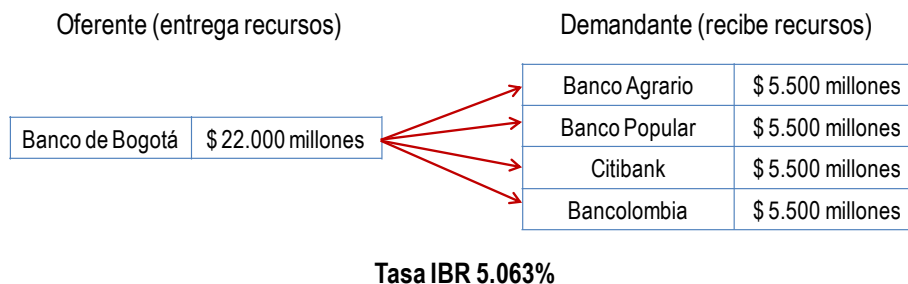 Oferente (entrega recursos)
Demandante (recibe recursos)
Banco Agrario $ 5.500 millones
Banco de Bogotá $ 22.000 millones
Banco Popular $ 5.500 millones
Citibank $ 5.500 millones
Bancolombia $ 5.500 millones
Tasa IBR 5.063%